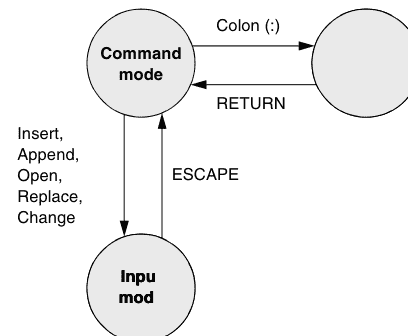 Colon (:)
Command
mode
RETURN
Insert,
Append,
Open,
Replace,
Change
ESCAPE
Inpu
mod